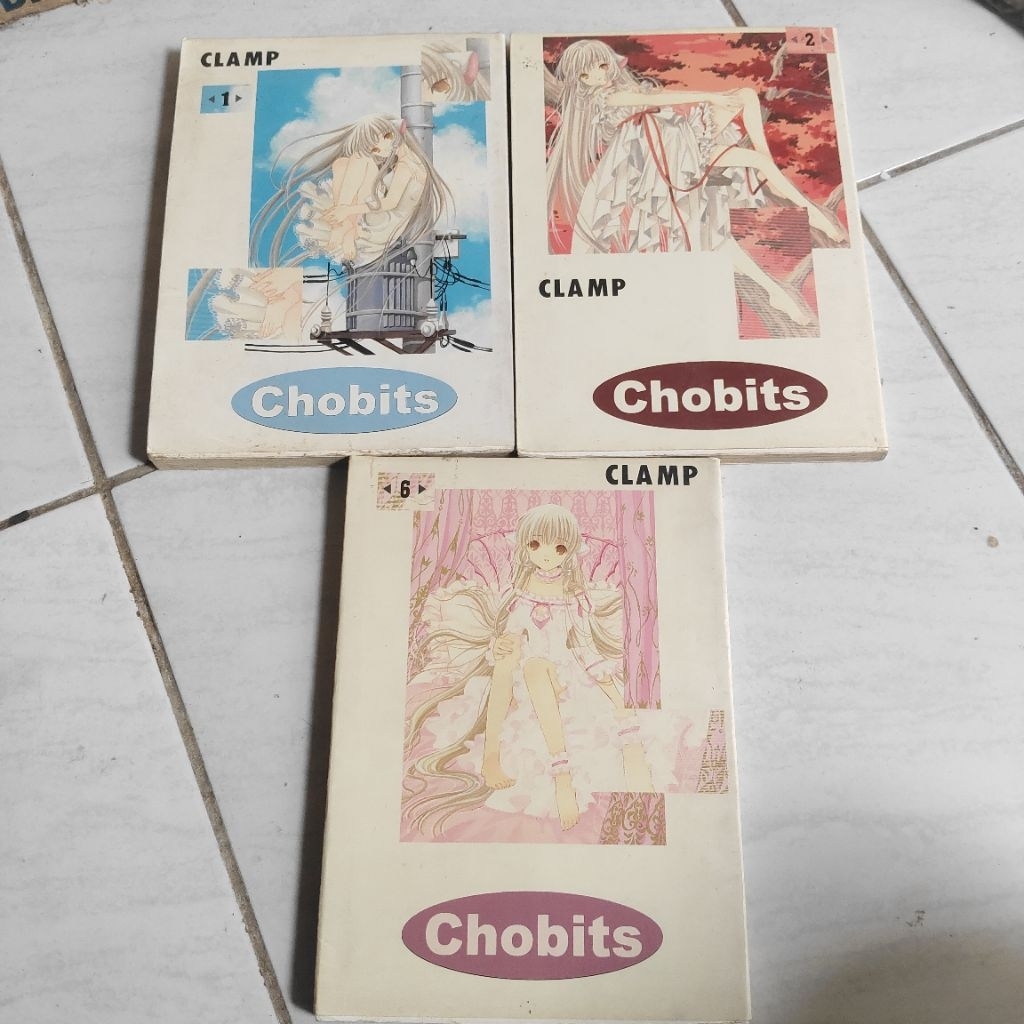 CLAMP
◀ 1 ▶
Chobits
◀ 2 ▶
CLAMP
Chobits
◀ 6 ▶
CLAMP
Chobits